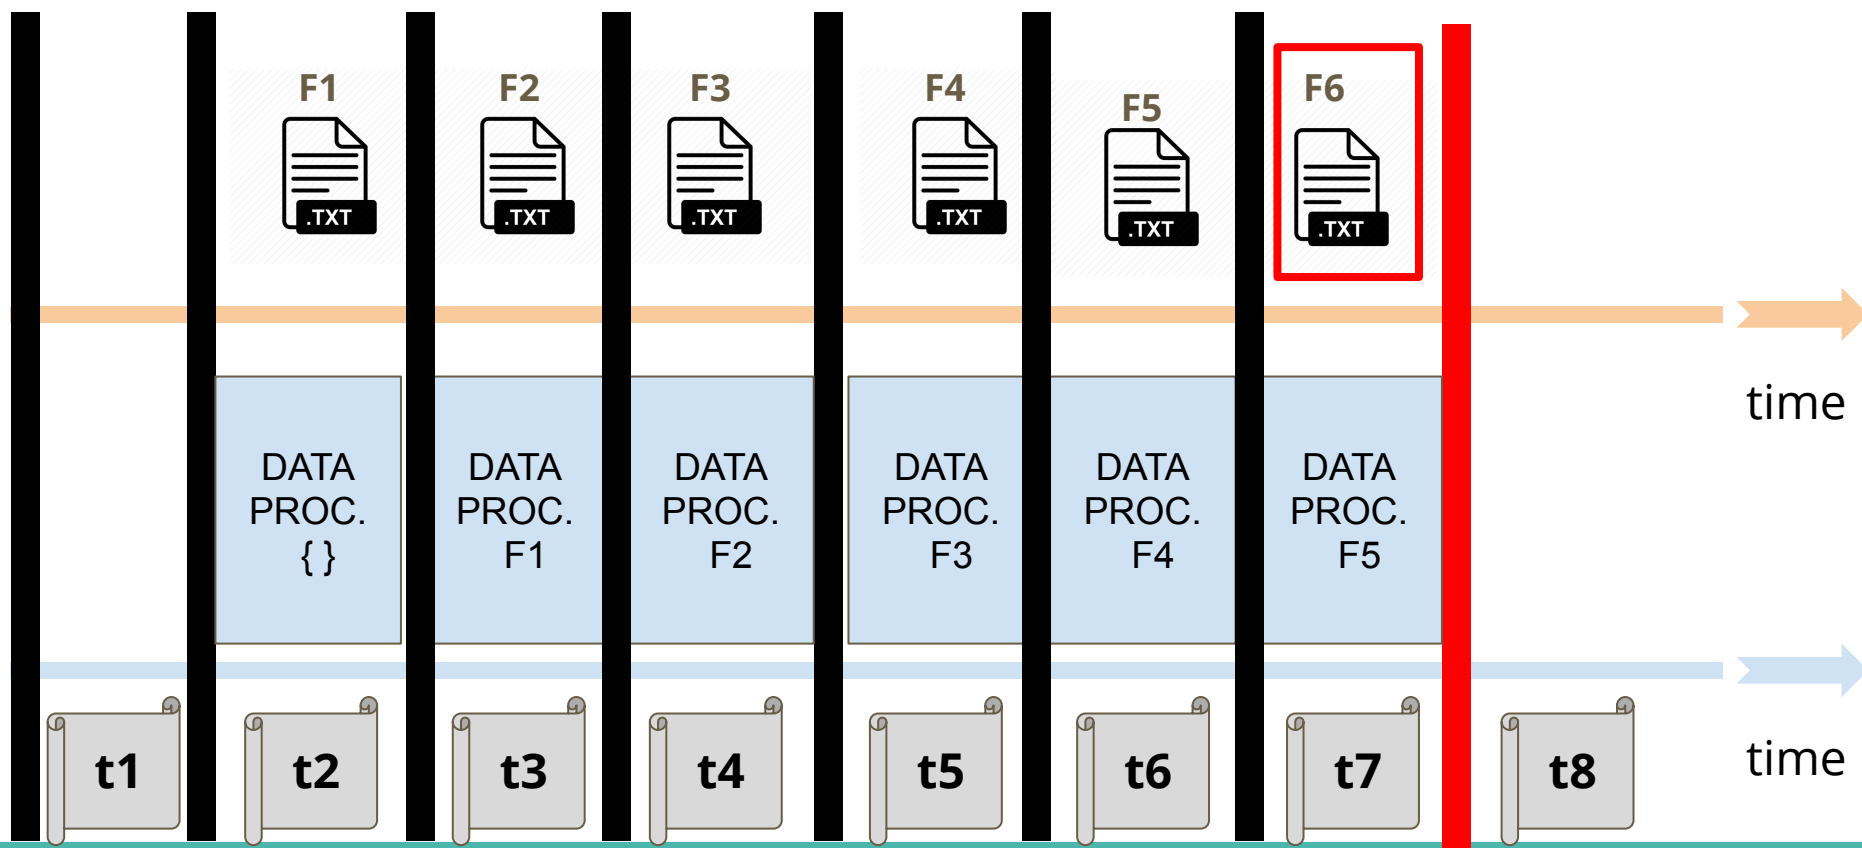 F1
F2
F3
F4
F5
F6
.TXT
.TXT
.TXT
.TXT
.TXT
.TXT
time
DATA
PROC.
{ }
DATA
PROC.
F1
DATA
PROC.
F2
DATA
PROC.
F3
DATA
PROC.
F4
DATA
PROC.
F5
t1
t2
t3
t4
t5
t6
t7
t8
time